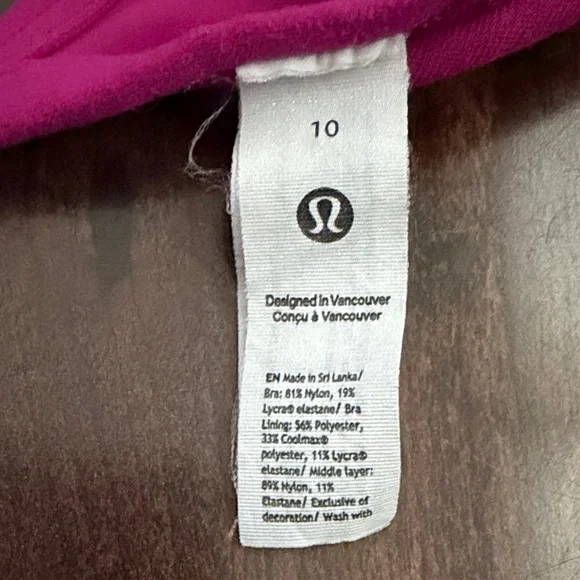 10
Designed in Vancouver
Conçu à Vancouver
EN Made in Sri Lanka/
Bra: 81% Nylon, 19%
Lycra® elastane/ Bra
Lining: 56% Polyester,
33% Coolmax®
polyester, 11% Lycra®
elastane/ Middle layer:
89% Nylon, 11%
Elastane/ Exclusive of
decoration/ Wash with